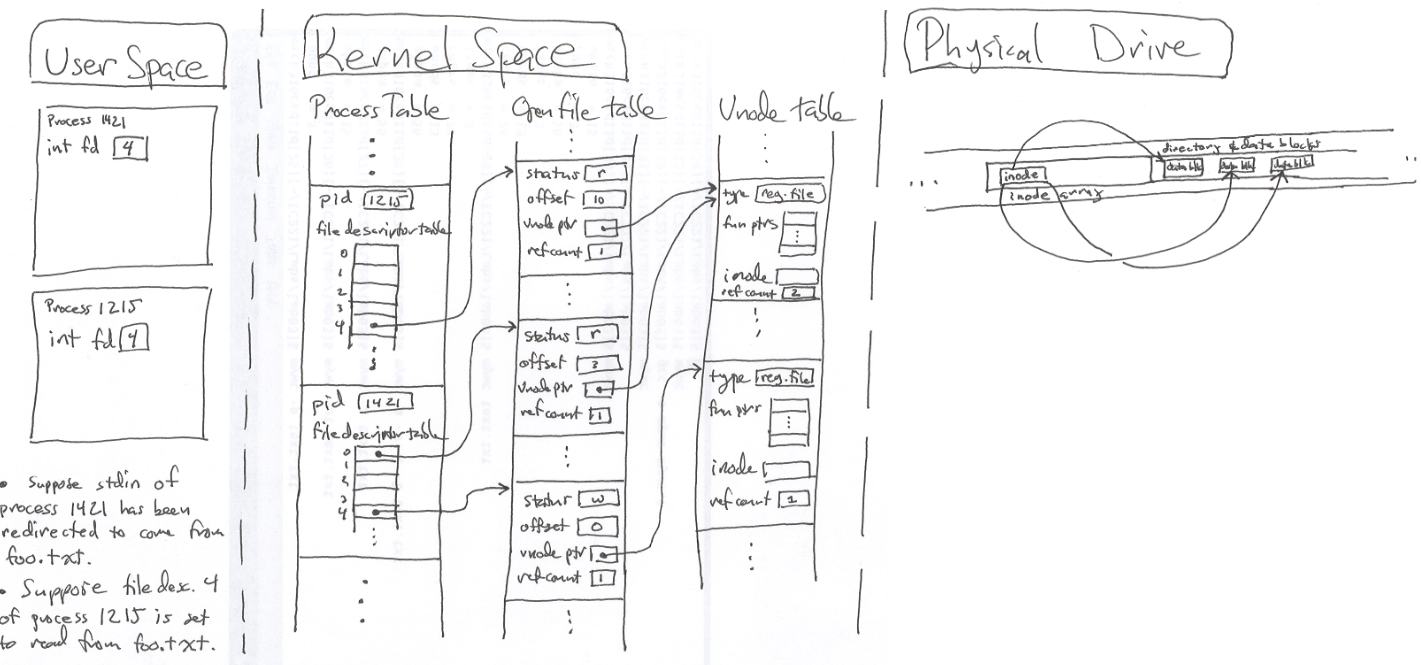 User Space
Process 1421
int fd 4
Process 1215
int fd 4
• Suppose stdin of
process 1421 has been
redirected to come from
foo.txt.
• Suppose file desc. 4
of process 1215 is set
to read from foo.txt.
Kernel Space
Process Table
pid 1215
file descriptor table
0
1
2
3
4
pid 1421
file descriptor table
0
1
2
3
4
Open file table
status r
offset 10
vnode ptr
ref count 1
status r
offset 3
vnode ptr
ref count 1
status w
offset 0
vnode ptr
ref count 1
Vnode table
type reg. file
fun ptrs
inode
ref count 2
type reg. file
fun ptrs
inode
ref count 1
Physical Drive
directory & data blocks
inode
data blk
data blk
data blk
inode array